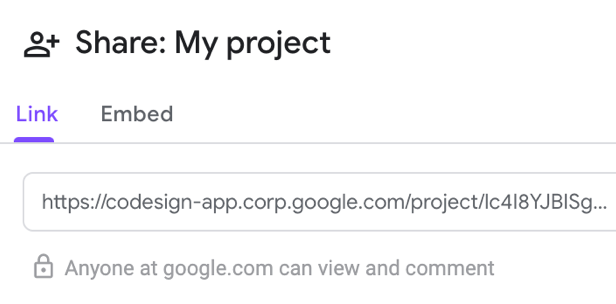 Share: My project
Link Embed
https://codesign-app.corp.google.com/project/lc4I8YJBISg...
Anyone at google.com can view and comment